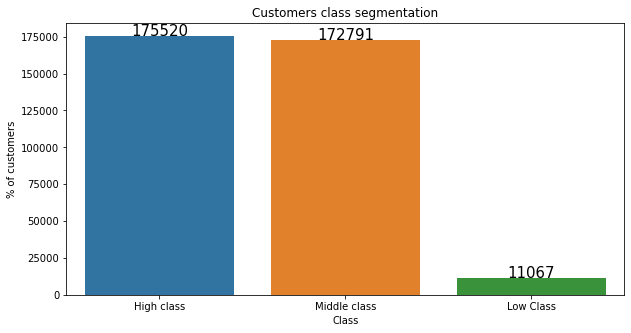 Customers class segmentation
175520
172791
11067
175000
150000
125000
100000
75000
50000
25000
0
% of customers
High class
Middle class
Low Class
Class